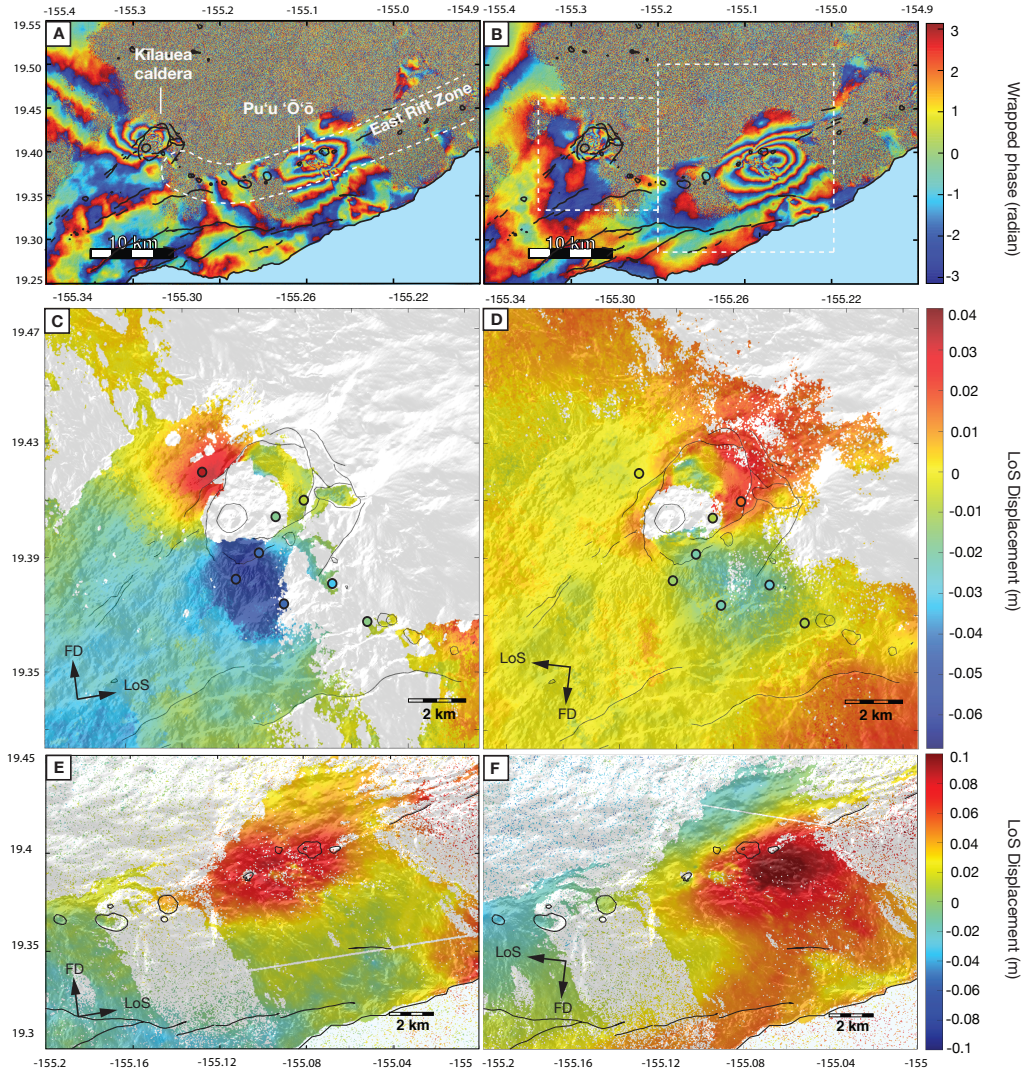 -155.4 -155.3 -155.2 -155.1 -155.0 -154.9
-155.4 -155.3 -155.2 -155.1 -155.0 -154.9
19.55
19.50
19.45
19.40
19.35
19.30
19.25
A
Kīlauea
caldera
Puʻu ʻŌʻō
East Rift Zone
10 km
B
10 km
3
2
1
0
-1
-2
-3
Wrapped phase (radian)
-155.34 -155.30 -155.26 -155.22
-155.34 -155.30 -155.26 -155.22
19.47
19.43
19.39
19.35
C
FD
LoS
2 km
D
LoS
FD
2 km
0.04
0.03
0.02
0.01
0
-0.01
-0.02
-0.03
-0.04
-0.05
-0.06
LoS Displacement (m)
19.45
19.4
19.35
19.3
E
FD
LoS
2 km
F
LoS
FD
2 km
0.1
0.08
0.06
0.04
0.02
0
-0.02
-0.04
-0.06
-0.08
-0.1
LoS Displacement (m)
-155.2 -155.16 -155.12 -155.08 -155.04
-155.2 -155.16 -155.12 -155.08 -155.04 -155